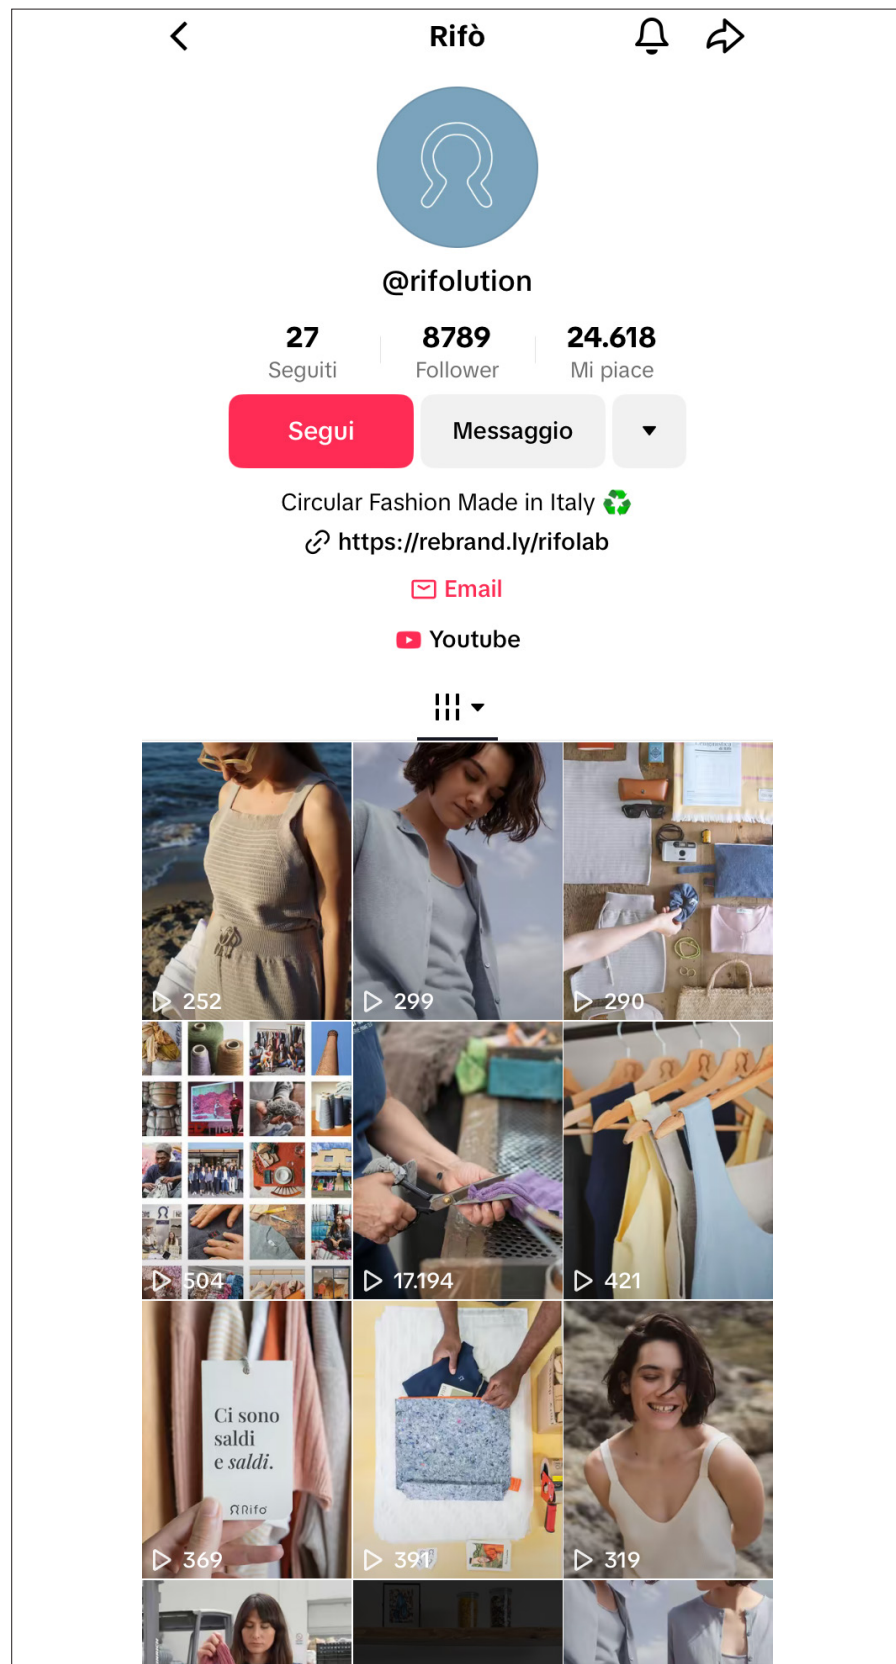 Rifò
@rifolution
27 8789 24.618
Seguiti Follower Mi piace
Segui Messaggio
Circular Fashion Made in Italy
https://rebrand.ly/rifolab
Email
Youtube
252 299 290
504 17.194 421
Ci sono
saldi
e saldi.
Rifò
369 391 319